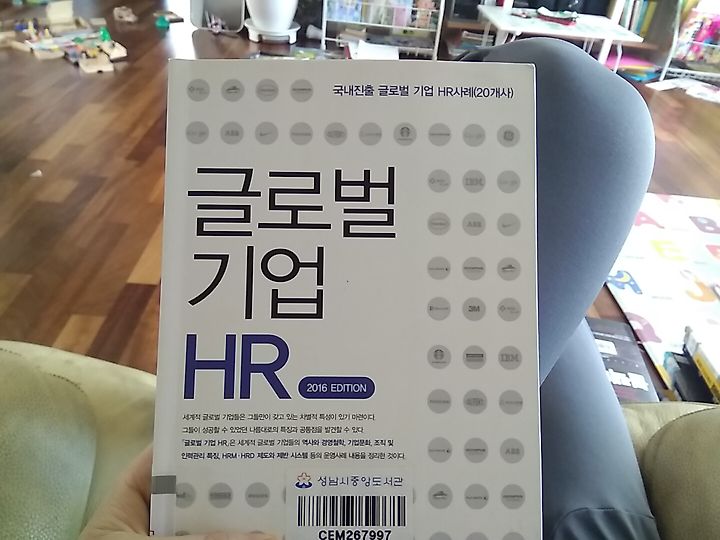 국내진출 글로벌 기업 HR사례(20개사)
글로벌
기업
HR
2016 EDITION
세계적 글로벌 기업들은 그들만이 갖고 있는 차별적 특성이 있기 마련이다.
그들이 성공할 수 있었던 나름대로의 특징과 공통점을 발견할 수 있다.
「글로벌 기업 HR」은 세계적 글로벌 기업들의 역사와 경영철학, 기업문화, 조직 및
인력관리 특징, HRM·HRD 제도와 제반 시스템 등의 운영사례 내용을 정리한 것이다.
ABB
IBM
ABB
3M
IBM
ABB
성남시중앙도서관
CEM267997